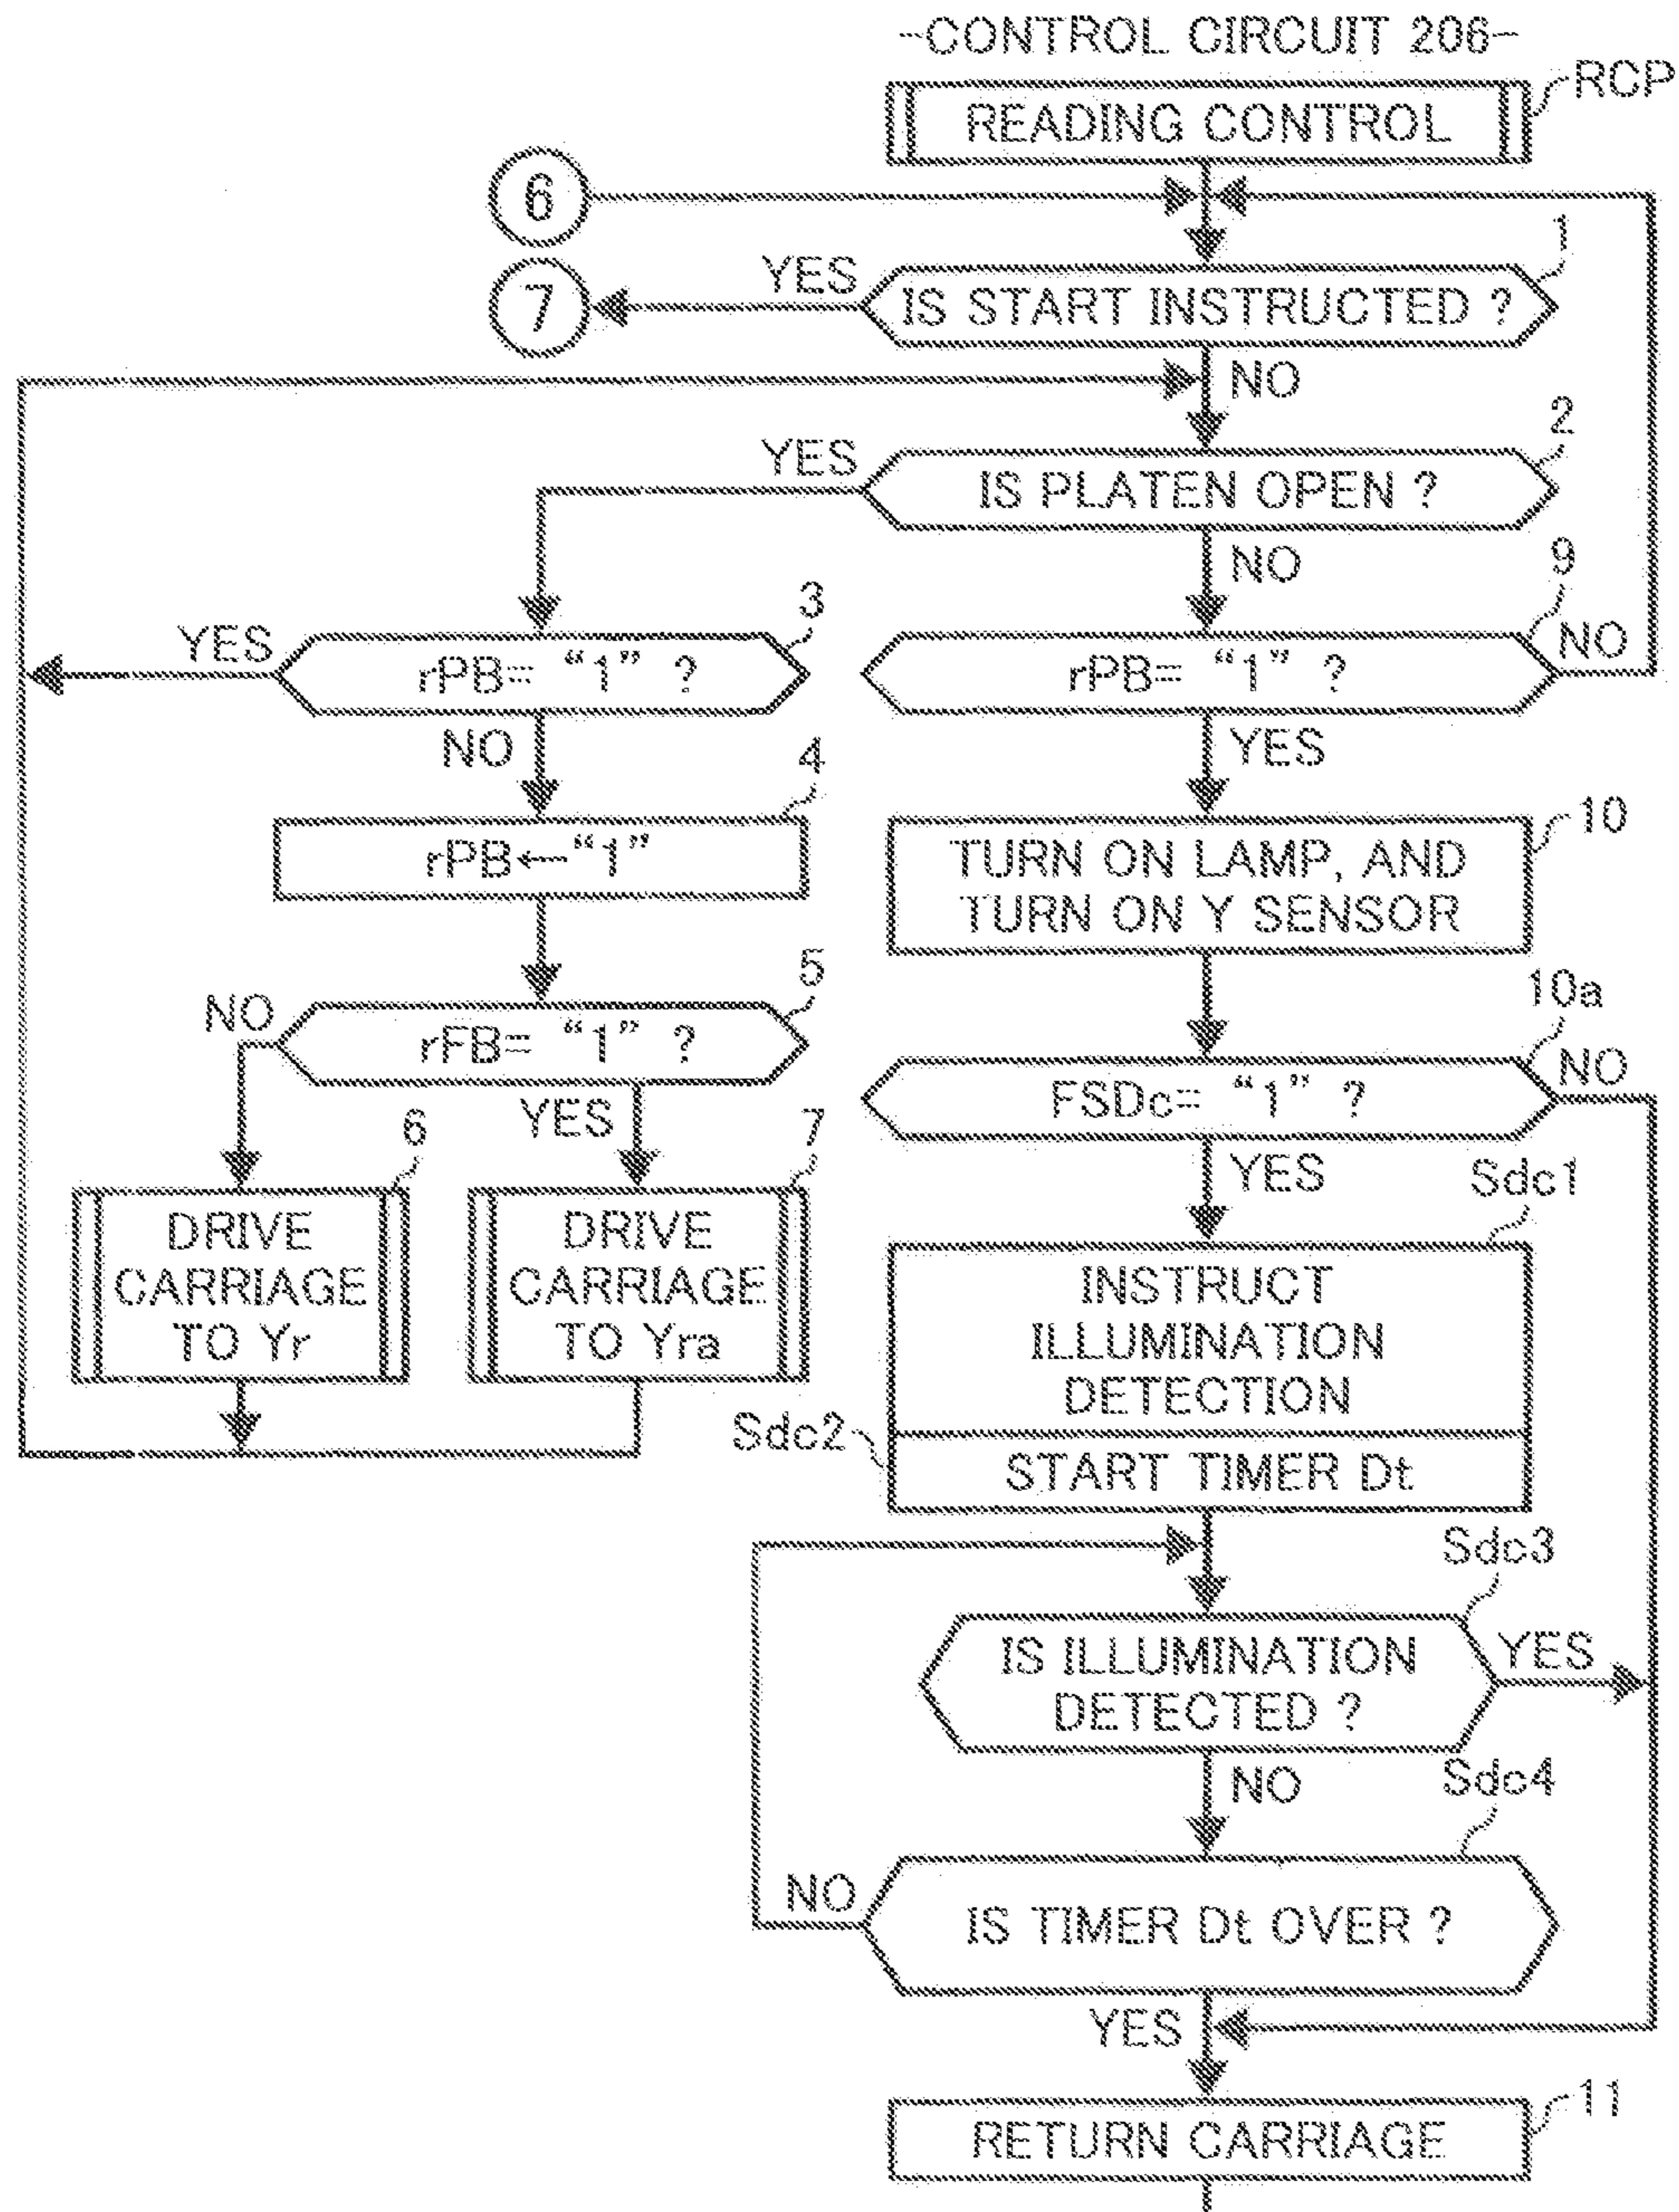 -CONTROL CIRCUIT 206-
RCP
READING CONTROL
6
1
YES
7
IS START INSTRUCTED ?
NO
2
YES
IS PLATEN OPEN ?
NO
9
3
YES
NO
rPB= “1” ?
rPB= “1” ?
NO
YES
4
10
rPB←“1”
TURN ON LAMP, AND
TURN ON Y SENSOR
5
10a
NO
rFB= “1” ?
NO
FSDc= “1” ?
YES
6
7
YES
Sdc1
DRIVE
CARRIAGE
TO Yr
DRIVE
CARRIAGE
TO Yra
INSTRUCT
ILLUMINATION
DETECTION
Sdc2
START TIMER Dt
Sdc3
IS ILLUMINATION
DETECTED ?
YES
NO
Sdc4
NO
IS TIMER Dt OVER ?
YES
11
RETURN CARRIAGE